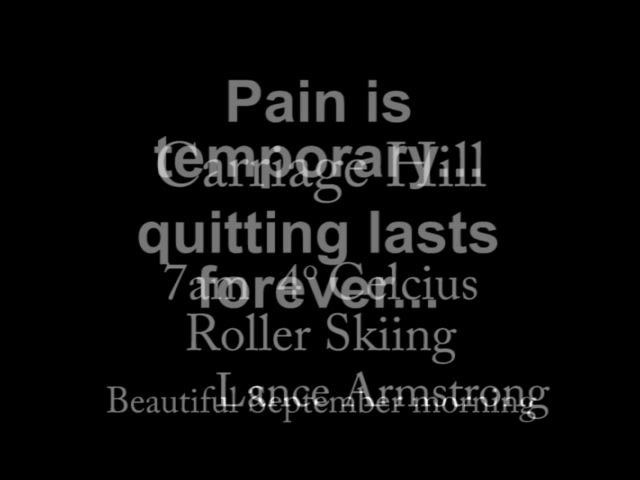 Pain is
temporary...
Carriage Hill
quitting lasts
7am 4° Celcius
forever...
Roller Skiing
Lance Armstrong
Beautiful September morning